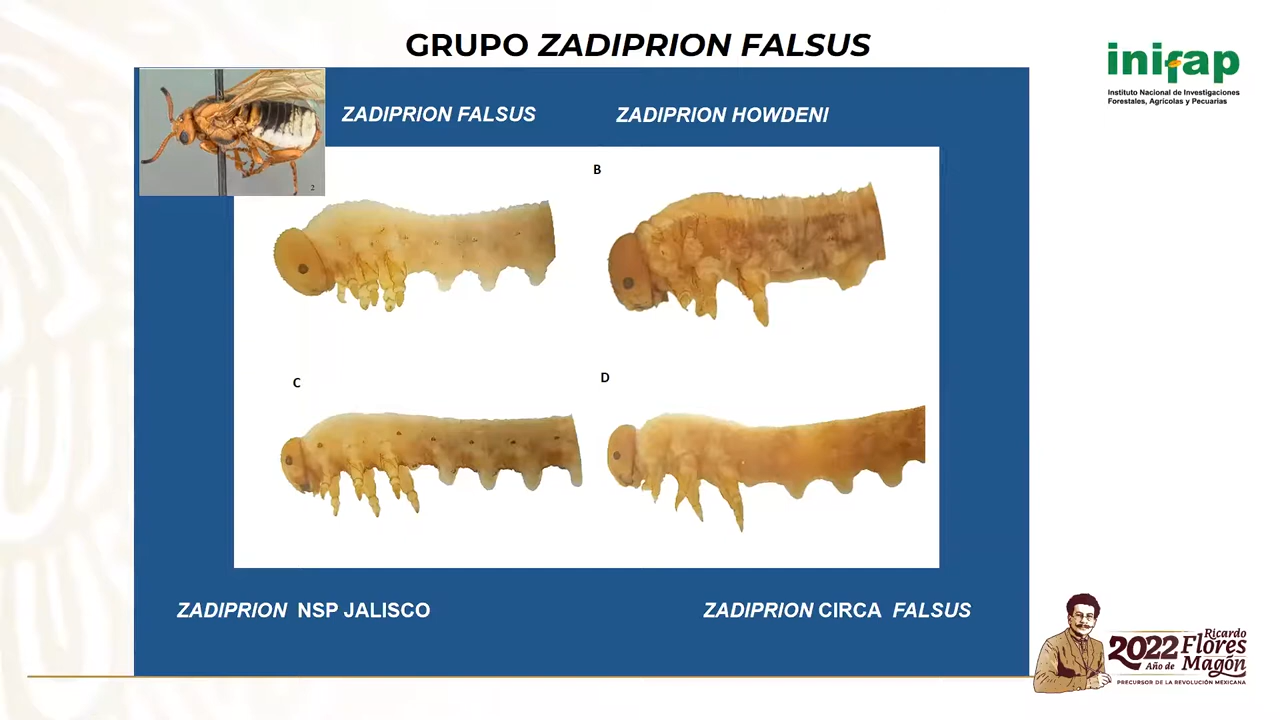 GRUPO ZADIPRION FALSUS
inifap
Instituto Nacional de Investigaciones
Forestales, Agrícolas y Pecuarias
ZADIPRION FALSUS
ZADIPRION HOWDENI
2
B
C
D
ZADIPRION NSP JALISCO
ZADIPRION CIRCA FALSUS
2022 Ricardo
Año de Flores
Magón
PRECURSOR DE LA REVOLUCIÓN MEXICANA